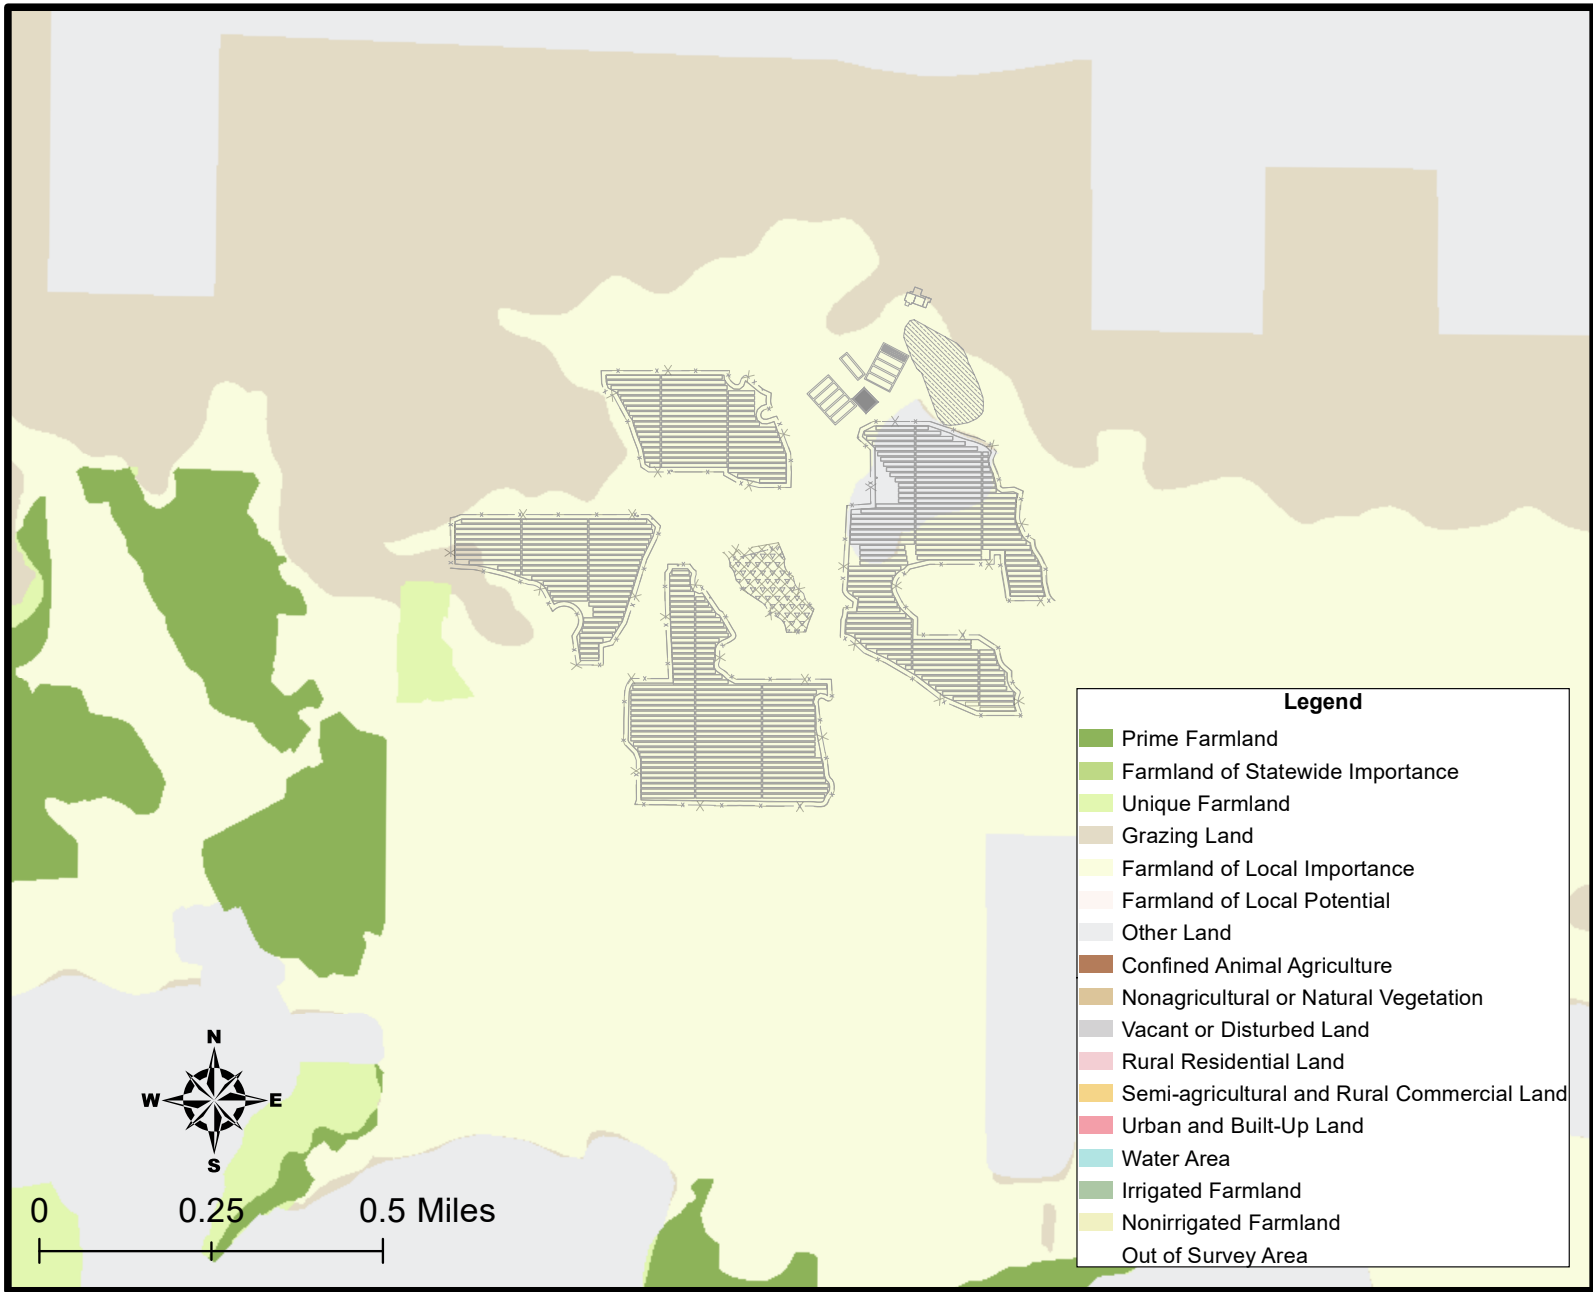 Legend
Prime Farmland
Farmland of Statewide Importance
Unique Farmland
Grazing Land
Farmland of Local Importance
Farmland of Local Potential
Other Land
Confined Animal Agriculture
Nonagricultural or Natural Vegetation
Vacant or Disturbed Land
Rural Residential Land
Semi-agricultural and Rural Commercial Land
Urban and Built-Up Land
Water Area
Irrigated Farmland
Nonirrigated Farmland
Out of Survey Area
N
W E
S
0 0.25 0.5 Miles